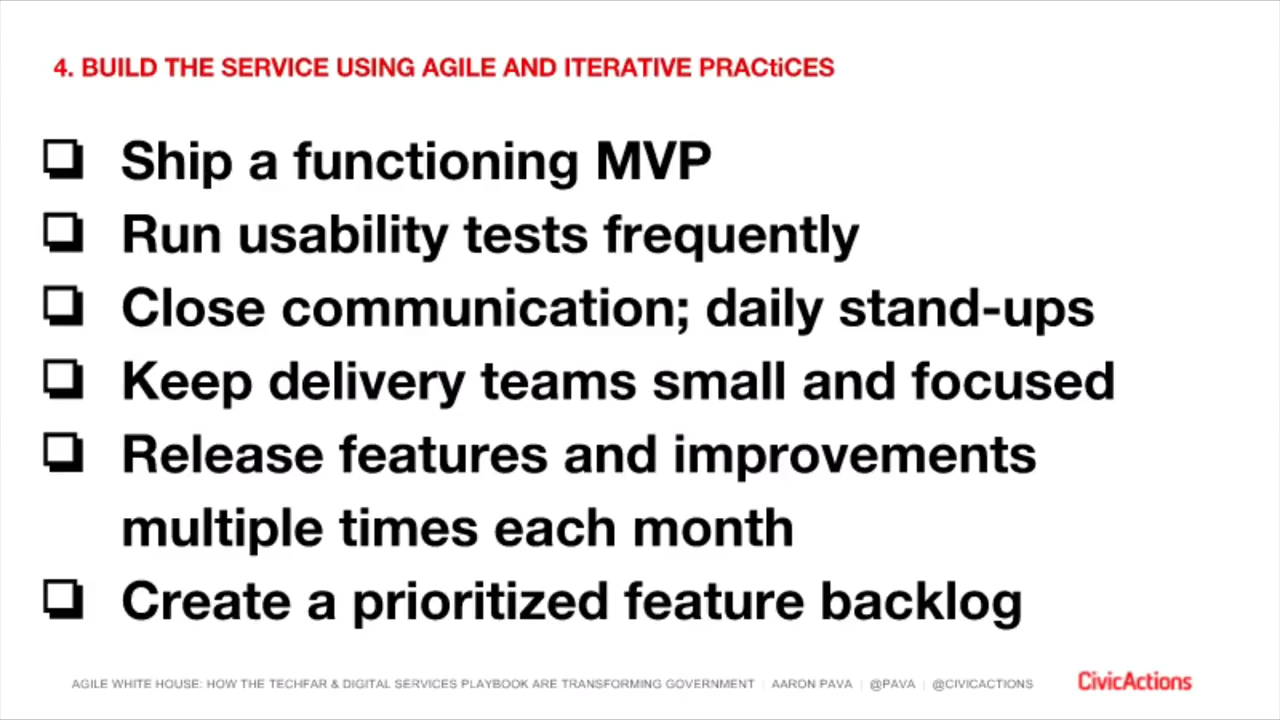 4. BUILD THE SERVICE USING AGILE AND ITERATIVE PRACtiCES
❏ Ship a functioning MVP
❏ Run usability tests frequently
❏ Close communication; daily stand-ups
❏ Keep delivery teams small and focused
❏ Release features and improvements
multiple times each month
❏ Create a prioritized feature backlog
AGILE WHITE HOUSE: HOW THE TECHFAR & DIGITAL SERVICES PLAYBOOK ARE TRANSFORMING GOVERNMENT | AARON PAVA | @PAVA | @CIVICACTIONS
CivicActions